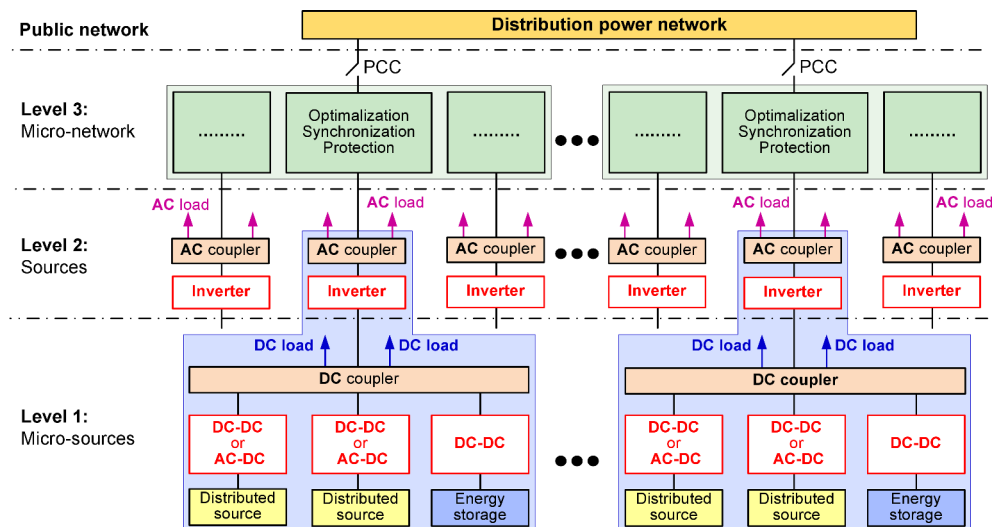 Public network
Distribution power network
PCC
PCC
Level 3:
Micro-network
.........
Optimalization
Synchronization
Protection
.........
.........
Optimalization
Synchronization
Protection
.........
AC load
AC load
AC load
AC load
Level 2:
Sources
AC coupler
AC coupler
AC coupler
AC coupler
AC coupler
AC coupler
Inverter
Inverter
Inverter
Inverter
Inverter
Inverter
DC load
DC load
DC load
DC load
DC coupler
DC coupler
Level 1:
Micro-sources
DC-DC
or
AC-DC
DC-DC
or
AC-DC
DC-DC
DC-DC
or
AC-DC
DC-DC
or
AC-DC
DC-DC
Distributed
source
Distributed
source
Energy
storage
Distributed
source
Distributed
source
Energy
storage